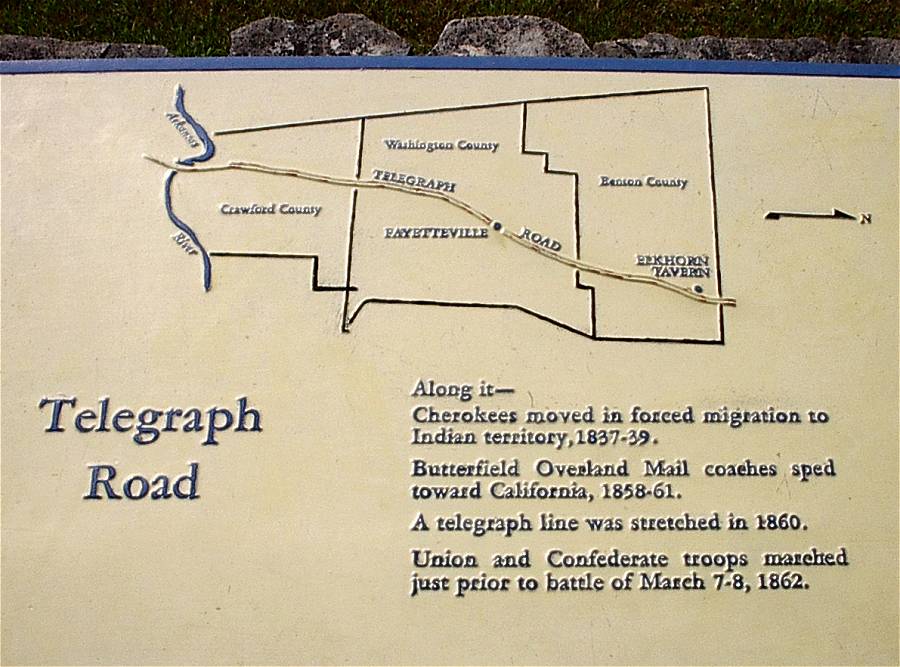 Arkansas
Washington County
TELEGRAPH
Benton County
Crawford County
N
FAYETTEVILLE
ROAD
River
ELKHORN
TAVERN
Telegraph
Road
Along it—
Cherokees moved in forced migration to
Indian territory, 1837-39.
Butterfield Overland Mail coaches sped
toward California, 1858-61.
A telegraph line was stretched in 1860.
Union and Confederate troops marched
just prior to battle of March 7-8, 1862.